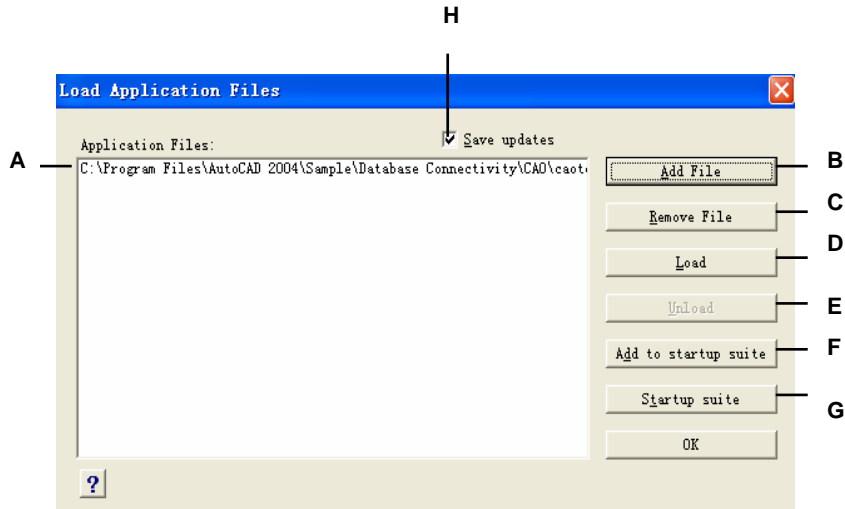 H
Load Application Files
Application Files:
Save updates
A
C:\Program Files\AutoCAD 2004\Sample\Database Connectivity\CAO\caot
Add File
B
Remove File
C
Load
D
Unload
E
Add to startup suite
F
Startup suite
G
OK
?